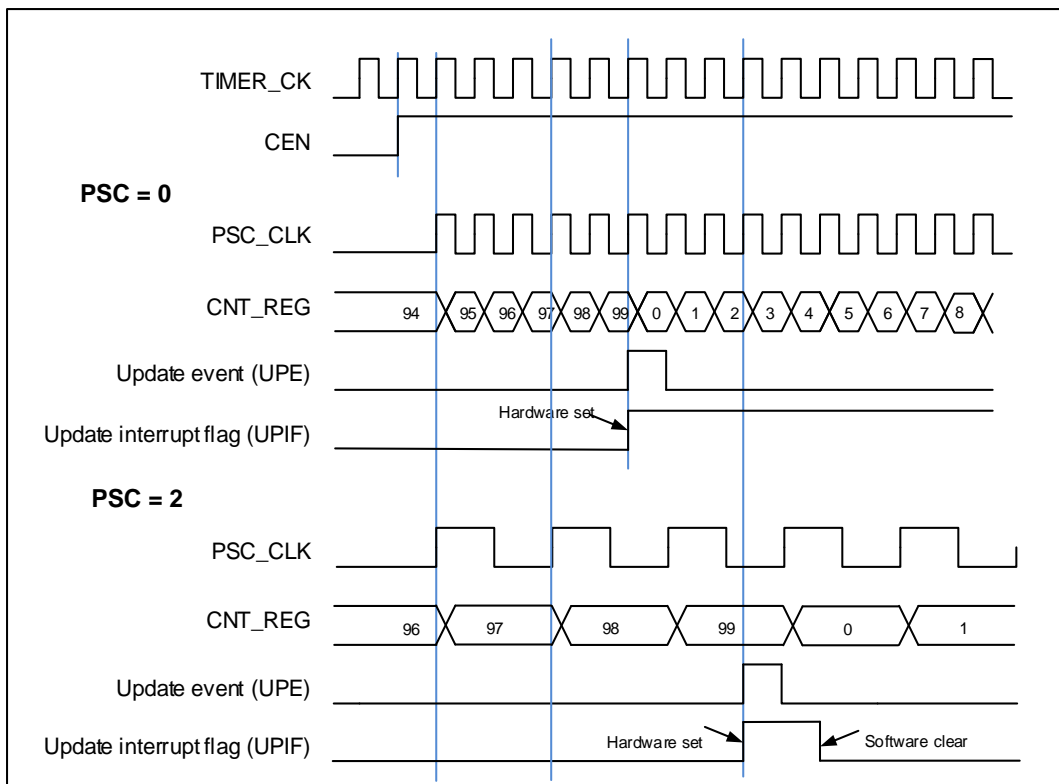 TIMER_CK
CEN
PSC = 0
PSC_CLK
CNT_REG 94 95 96 97 98 99 0 1 2 3 4 5 6 7 8
Update event (UPE)
Hardware set
Update interrupt flag (UPIF)
PSC = 2
PSC_CLK
CNT_REG 96 97 98 99 0 1
Update event (UPE)
Update interrupt flag (UPIF) Hardware set Software clear